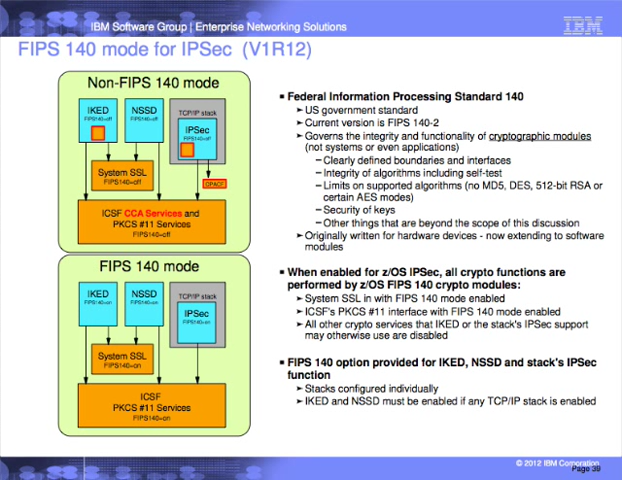 IBM Software Group | Enterprise Networking Solutions
IBM
FIPS 140 mode for IPSec (V1R12)
Non-FIPS 140 mode
IKED
FIPS140=off
NSSD
FIPS140=off
TCP/IP stack
IPSec
FIPS140=off
System SSL
FIPS140=off
CPACF
ICSF CCA Services and
PKCS #11 Services
FIPS140=off
FIPS 140 mode
IKED
FIPS140=on
NSSD
FIPS140=on
TCP/IP stack
IPSec
FIPS140=on
System SSL
FIPS140=on
ICSF
PKCS #11 Services
FIPS140=on
▪ Federal Information Processing Standard 140
➤US government standard
➤Current version is FIPS 140-2
➤Governs the integrity and functionality of cryptographic modules
(not systems or even applications)
–Clearly defined boundaries and interfaces
–Integrity of algorithms including self-test
–Limits on supported algorithms (no MD5, DES, 512-bit RSA or
certain AES modes)
–Security of keys
–Other things that are beyond the scope of this discussion
➤Originally written for hardware devices - now extending to software
modules
▪ When enabled for z/OS IPSec, all crypto functions are
performed by z/OS FIPS 140 crypto modules:
➤System SSL in with FIPS 140 mode enabled
➤ICSF's PKCS #11 interface with FIPS 140 mode enabled
➤All other crypto services that IKED or the stack's IPSec support
may otherwise use are disabled
▪ FIPS 140 option provided for IKED, NSSD and stack's IPSec
function
➤Stacks configured individually
➤IKED and NSSD must be enabled if any TCP/IP stack is enabled
© 2012 IBM Corporation
Page 39